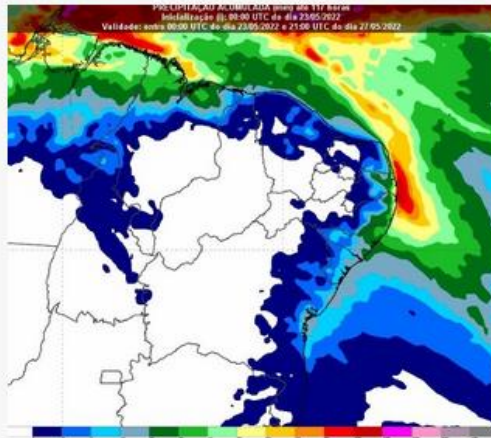 PRECIPITAÇÃO ACUMULADA (mm) até 117 horas
Inicialização (i): 00:00 UTC do dia 23/05/2022
Validade: entre 00:00 UTC do dia 23/05/2022 e 21:00 UTC do dia 27/05/2022